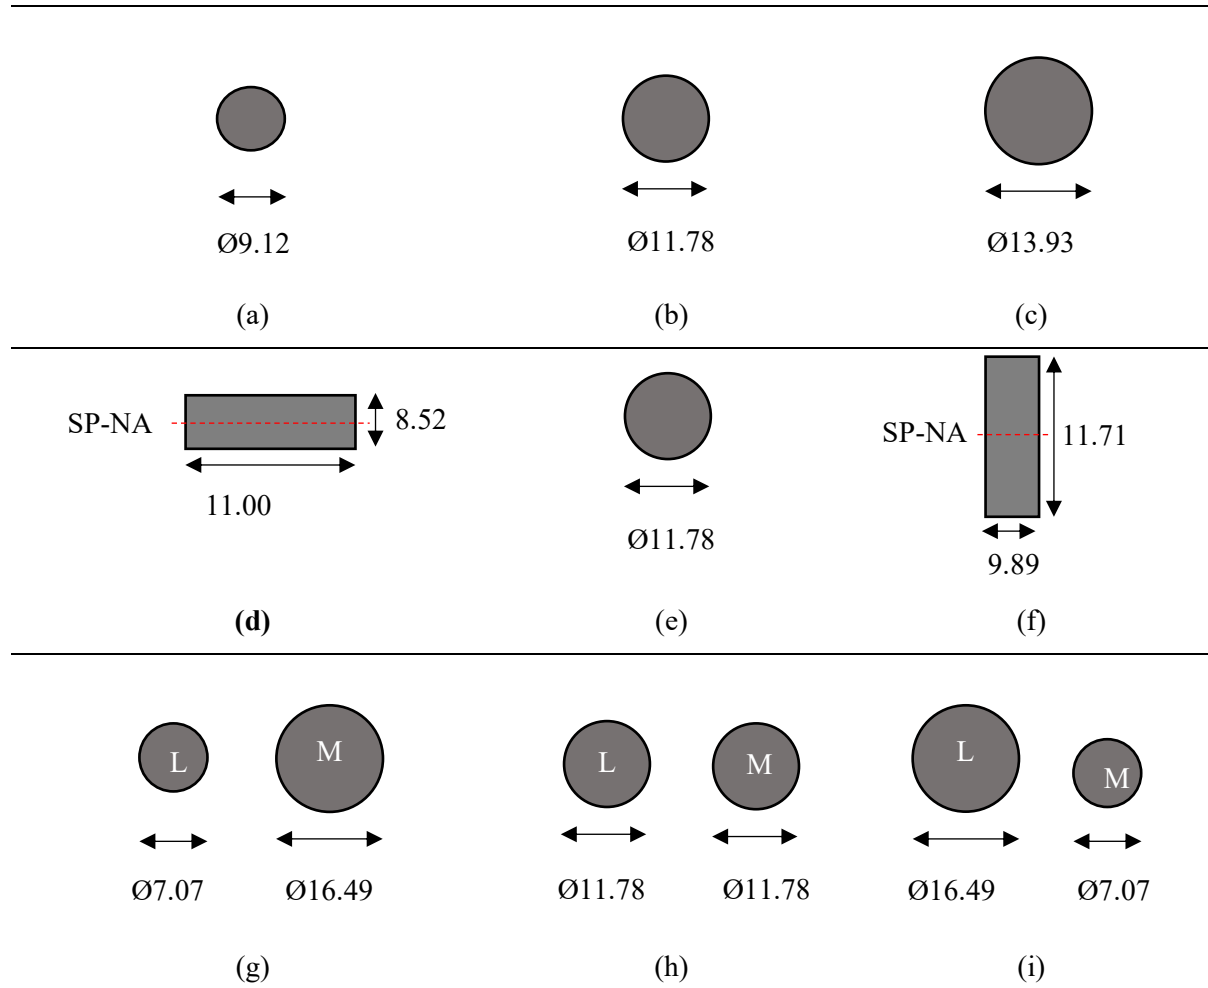 Ø9.12
Ø11.78
Ø13.93
(a)
(b)
(c)
SP-NA
8.52
11.00
(d)
Ø11.78
(e)
SP-NA
11.71
9.89
(f)
L
M
Ø7.07
Ø16.49
(g)
L
M
Ø11.78
Ø11.78
(h)
L
M
Ø16.49
Ø7.07
(i)